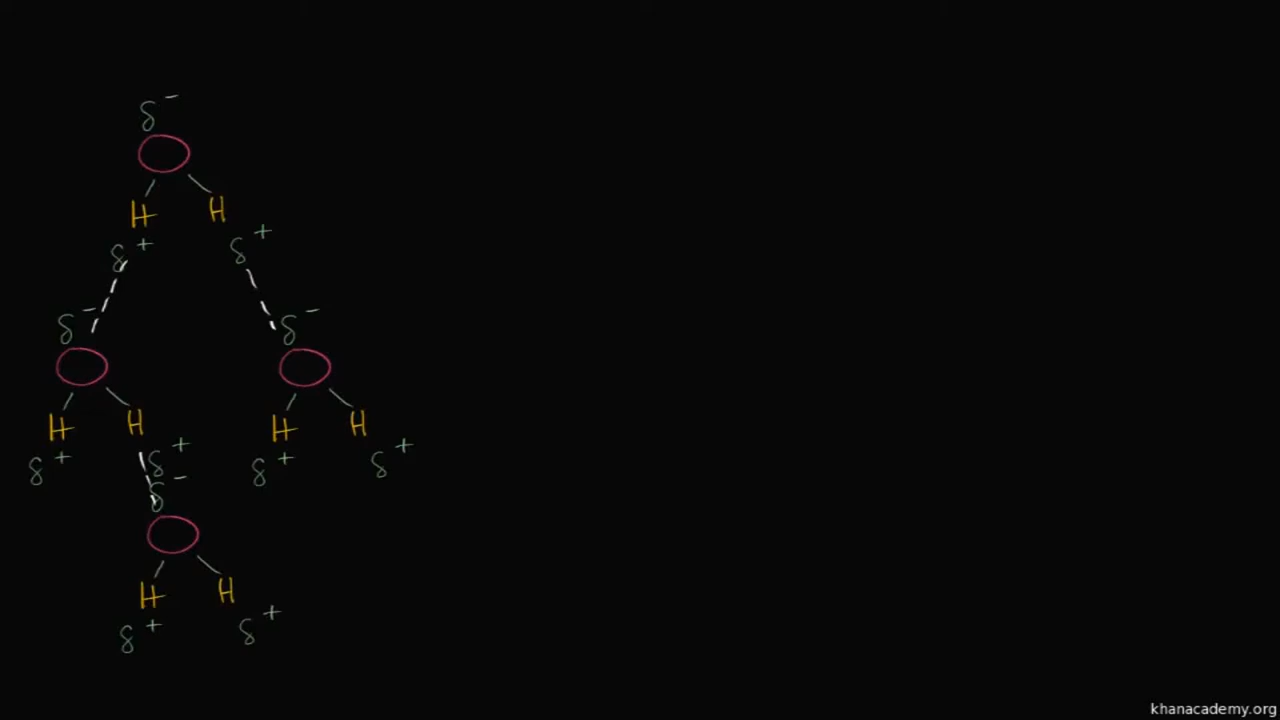 δ⁻
O
H H
δ⁺ δ⁺
δ⁻ δ⁻
O O
H H H H
δ⁺ δ⁺ δ⁺ δ⁺
δ⁻
O
H H
δ⁺ δ⁺
khanacademy.org